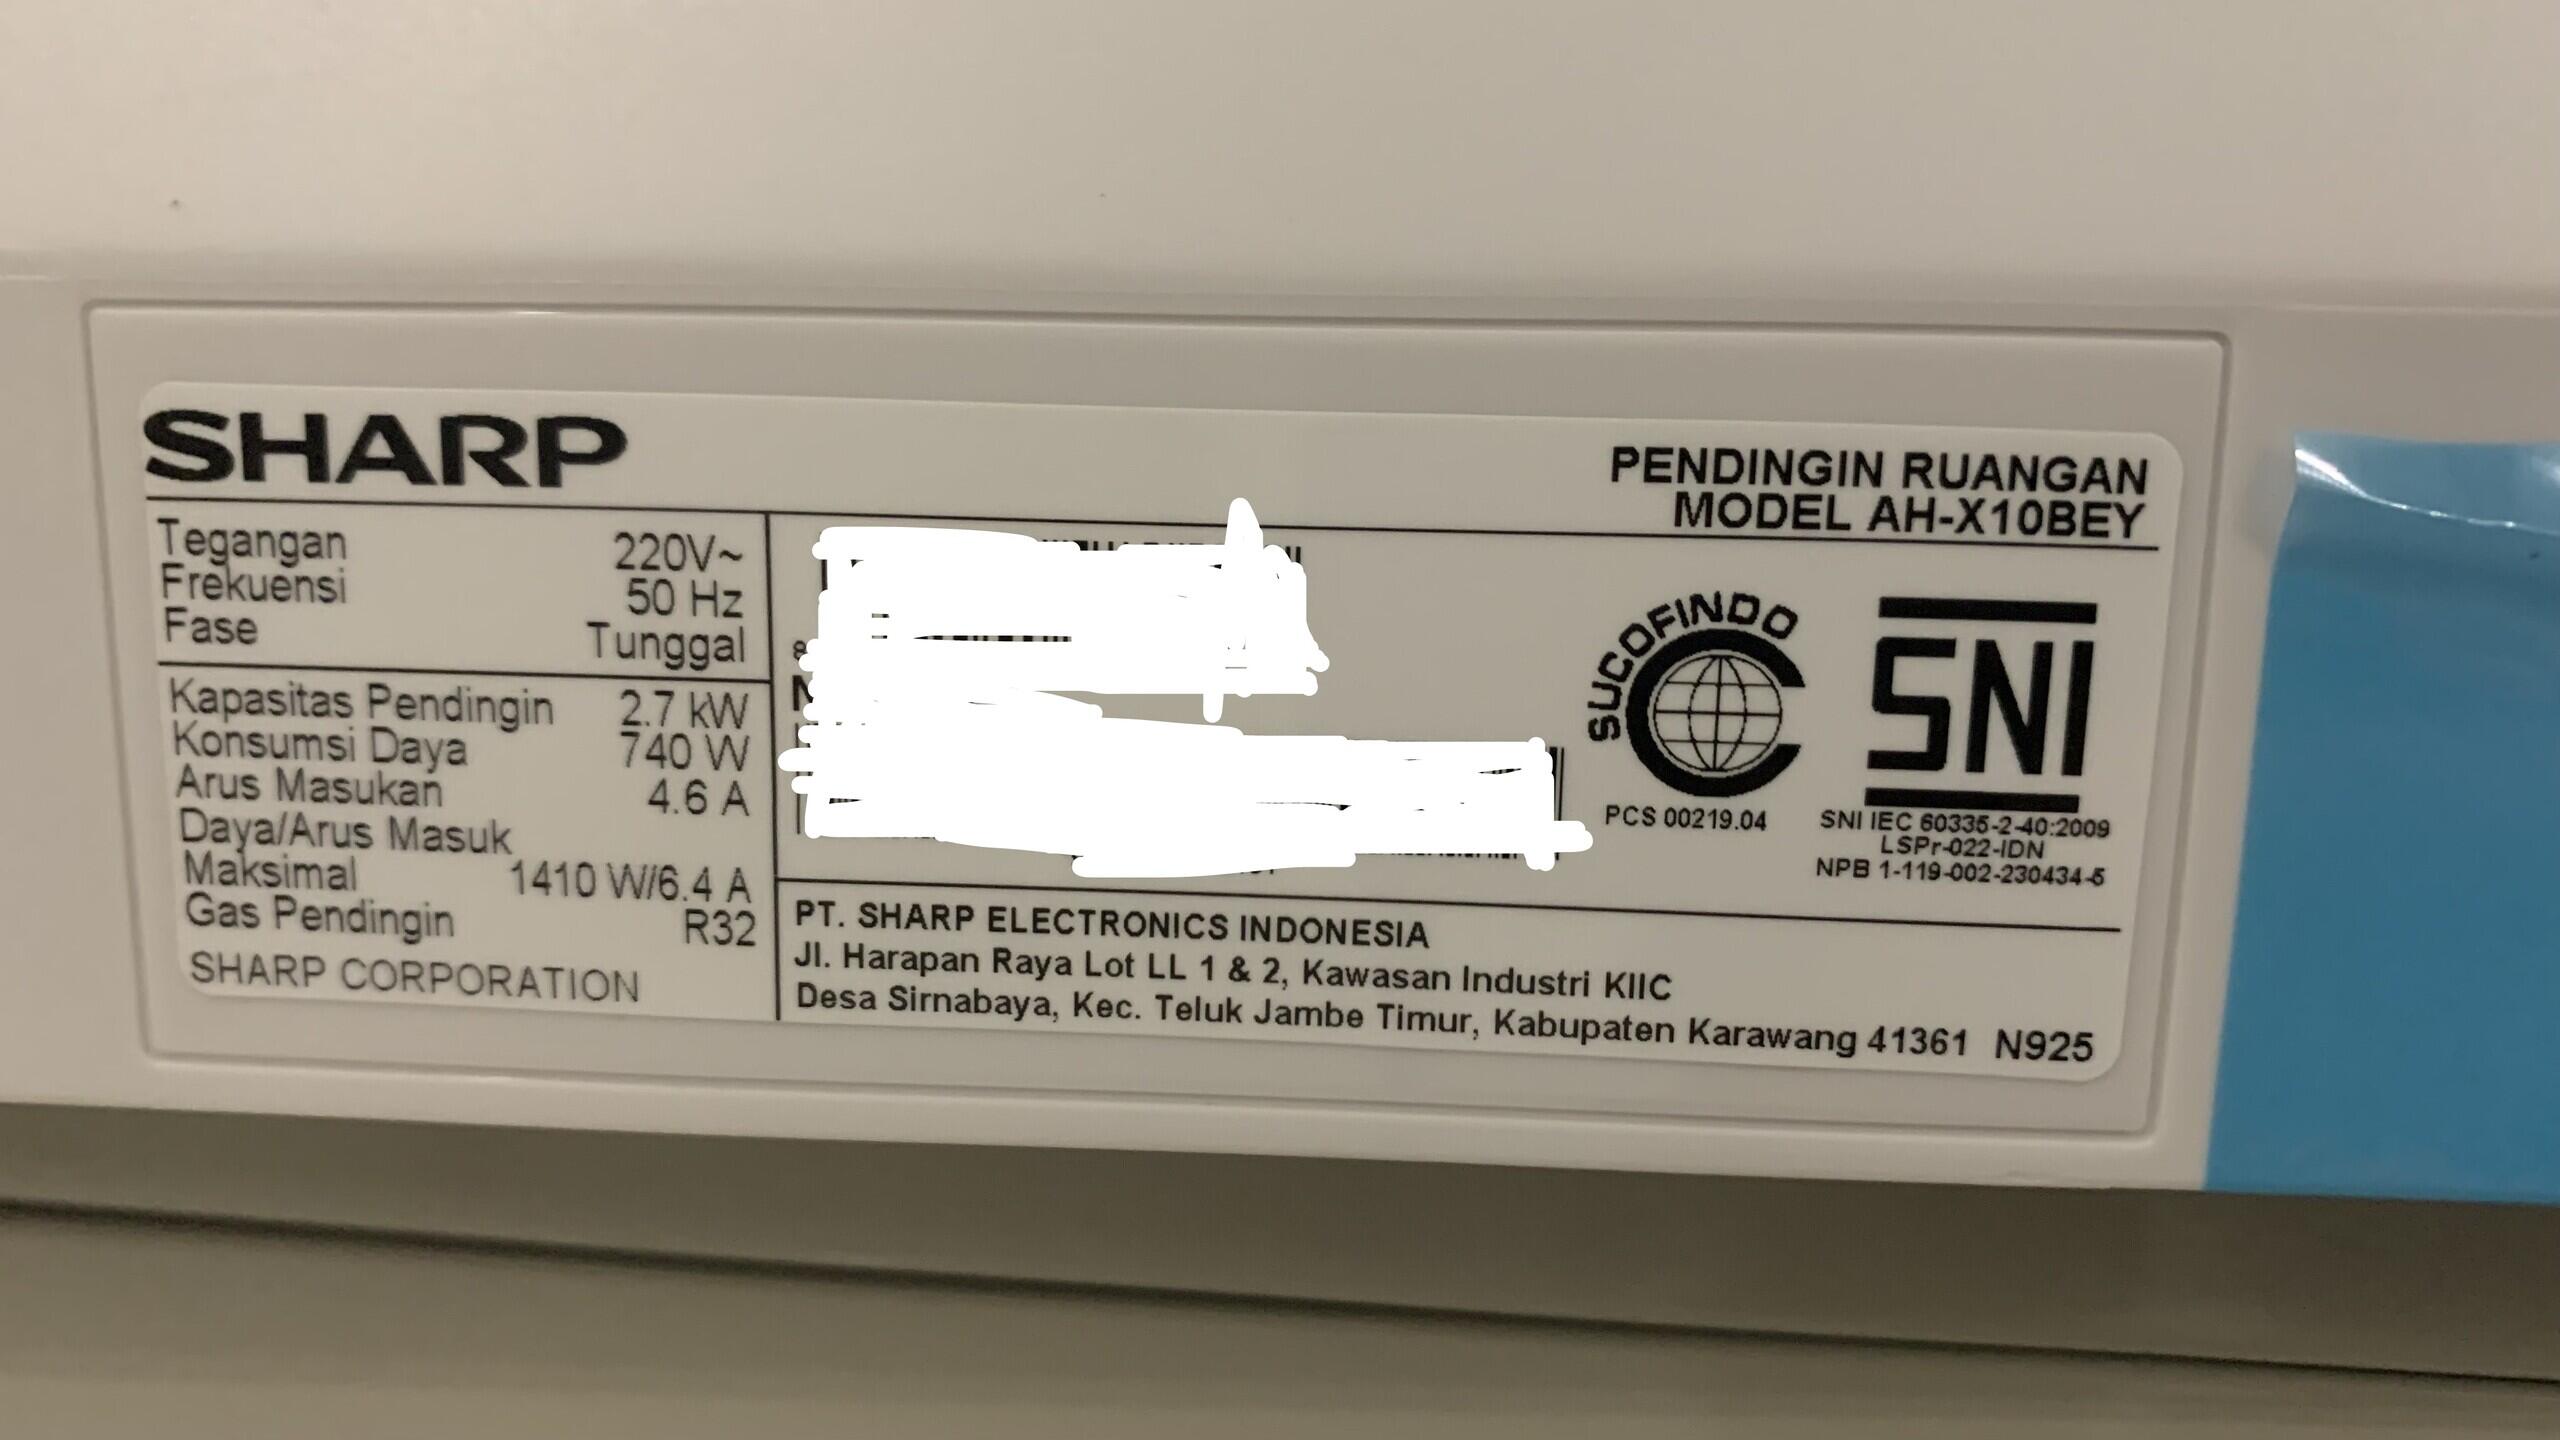 SHARP
PENDINGIN RUANGAN
MODEL AH-X10BEY
Tegangan 220V~
Frekuensi 50 Hz
Fase Tunggal
Kapasitas Pendingin 2.7 kW
Konsumsi Daya 740 W
Arus Masukan 4.6 A
Daya/Arus Masuk
Maksimal 1410 W/6.4 A
Gas Pendingin R32
SHARP CORPORATION
SUCOFINDO
PCS 00219.04
SNI
SNI IEC 60335-2-40:2009
LSPr-022-IDN
NPB 1-119-002-230434-5
PT. SHARP ELECTRONICS INDONESIA
Jl. Harapan Raya Lot LL 1 & 2, Kawasan Industri KIIC
Desa Sirnabaya, Kec. Teluk Jambe Timur, Kabupaten Karawang 41361 N925